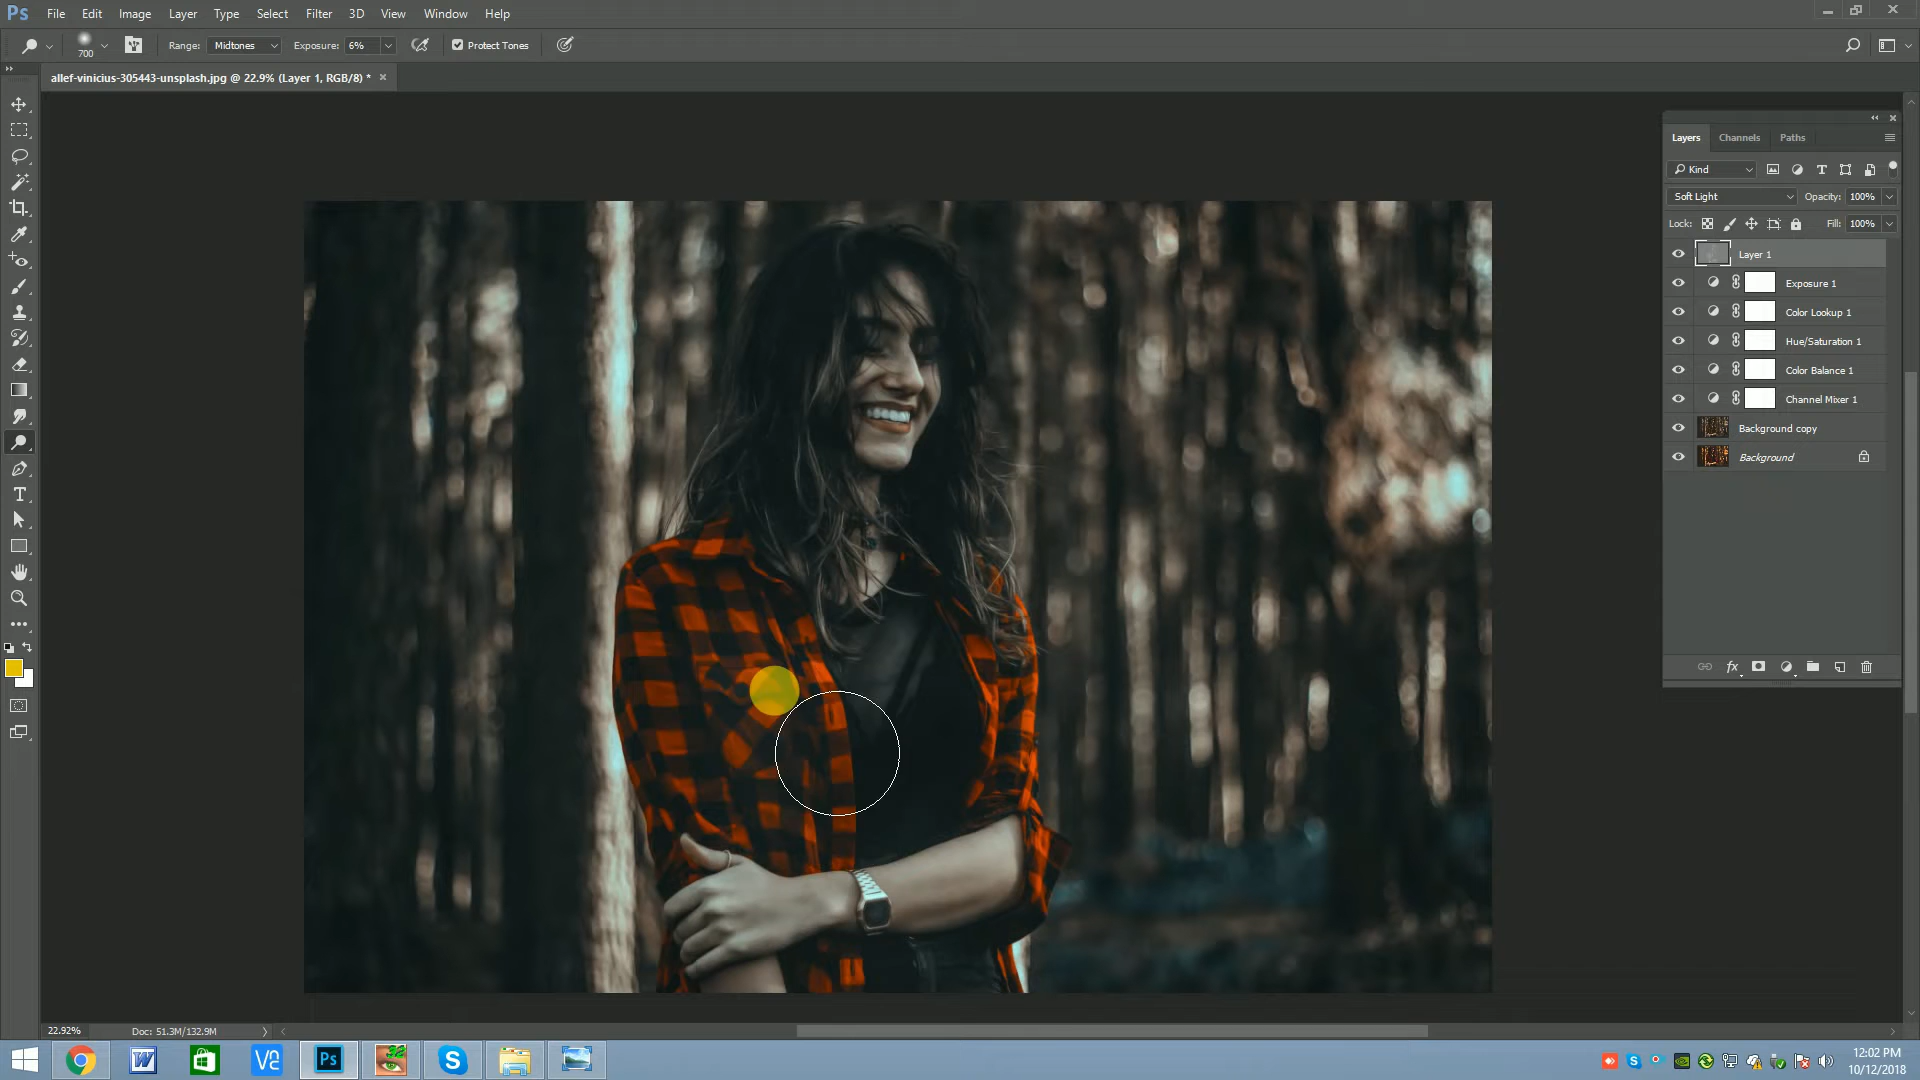 Ps File Edit Image Layer Type Select Filter 3D View Window Help
700 Range: Midtones Exposure: 6% Protect Tones
allef-vinicius-305443-unsplash.jpg @ 22.9% (Layer 1, RGB/8) * ×
Layers Channels Paths
Kind
Soft Light Opacity: 100%
Lock: Fill: 100%
Layer 1
Exposure 1
Color Lookup 1
Hue/Saturation 1
Color Balance 1
Channel Mixer 1
Background copy
Background
fx
22.92% Doc: 51.3M/132.9M
Ps
12:02 PM
10/12/2018